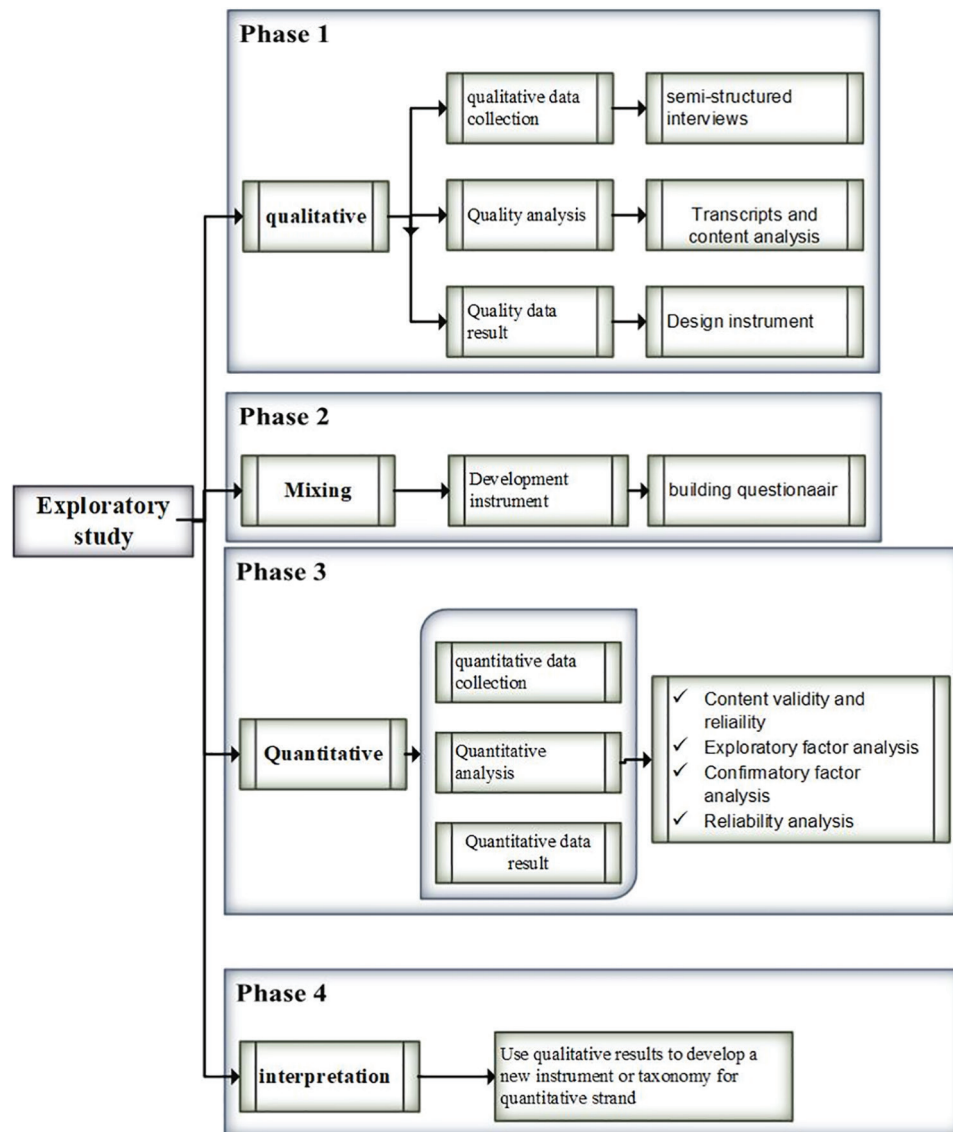 Phase 1
qualitative data
collection
semi-structured
interviews
qualitative
Quality analysis
Transcripts and
content analysis
Quality data
result
Design instrument
Phase 2
Mixing
Development
instrument
building questionaair
Exploratory
study
Phase 3
quantitative data
collection
Quantitative
Quantitative
analysis
Quantitative data
result
✓ Content validity and
reliaility
✓ Exploratory factor analysis
✓ Confirmatory factor
analysis
✓ Reliability analysis
Phase 4
interpretation
Use qualitative results to develop a
new instrument or taxonomy for
quantitative strand